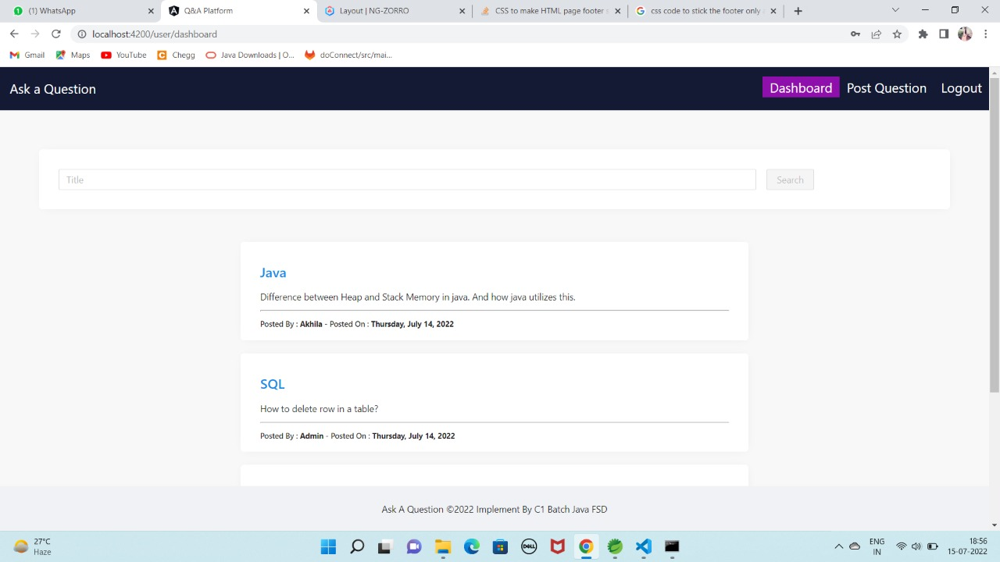 (1) WhatsApp
Q&A Platform
Layout | NG-ZORRO
CSS to make HTML page footer s
css code to stick the footer only a
localhost:4200/user/dashboard
Gmail
Maps
YouTube
Chegg
Java Downloads | O...
doConnect/src/mai...
Ask a Question
Dashboard
Post Question
Logout
Title
Search
Java
Difference between Heap and Stack Memory in java. And how java utilizes this.
Posted By : Akhila - Posted On : Thursday, July 14, 2022
SQL
How to delete row in a table?
Posted By : Admin - Posted On : Thursday, July 14, 2022
Ask A Question ©2022 Implement By C1 Batch Java FSD
27°C
Haze
DELL
ENG
IN
18:56
15-07-2022